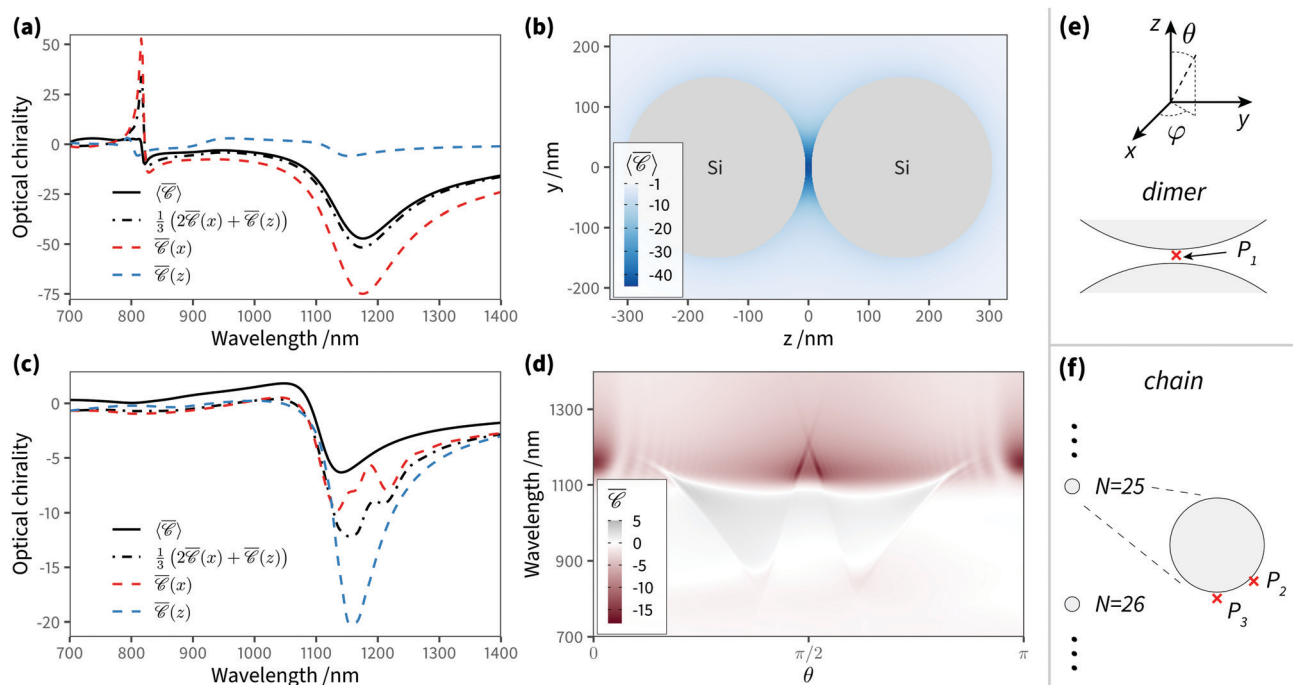 (a)
50
25
0
-25
-50
-75
Optical chirality
⟨𝒞̅⟩
1/3 (2𝒞̅(x) + 𝒞̅(z))
𝒞̅(x)
𝒞̅(z)
700 800 900 1000 1100 1200 1300 1400
Wavelength /nm
(b)
200
100
0
-100
-200
y /nm
Si
Si
⟨𝒞̅⟩
-1
-10
-20
-30
-40
-300 -200 -100 0 100 200 300
z /nm
(c)
0
-5
-10
-15
-20
Optical chirality
⟨𝒞̅⟩
1/3 (2𝒞̅(x) + 𝒞̅(z))
𝒞̅(x)
𝒞̅(z)
700 800 900 1000 1100 1200 1300 1400
Wavelength /nm
(d)
1300
1100
900
700
Wavelength /nm
𝒞̅
5
0
-5
-10
-15
0 π/2 π
θ
(e)
z
θ
y
x
φ
dimer
P1
(f)
chain
N=25
P2
P3
N=26